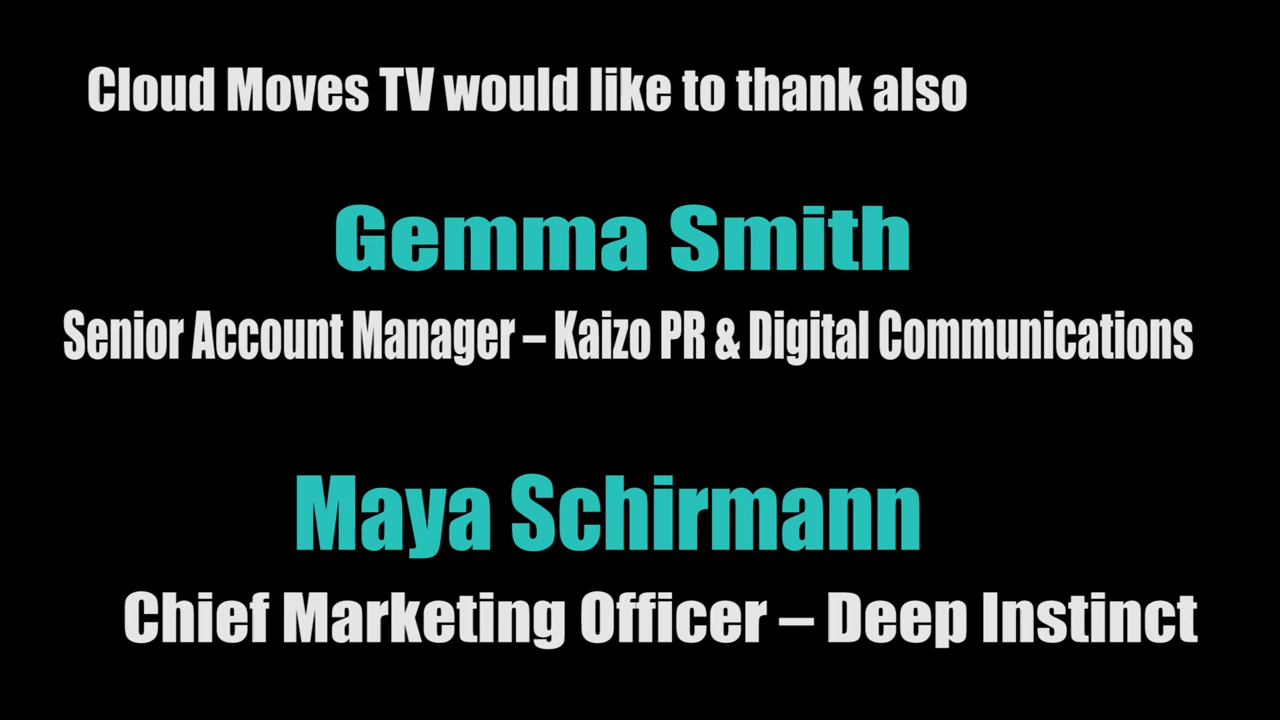 Cloud Moves TV would like to thank also
Gemma Smith
Senior Account Manager – Kaizo PR & Digital Communications
Maya Schirmann
Chief Marketing Officer – Deep Instinct